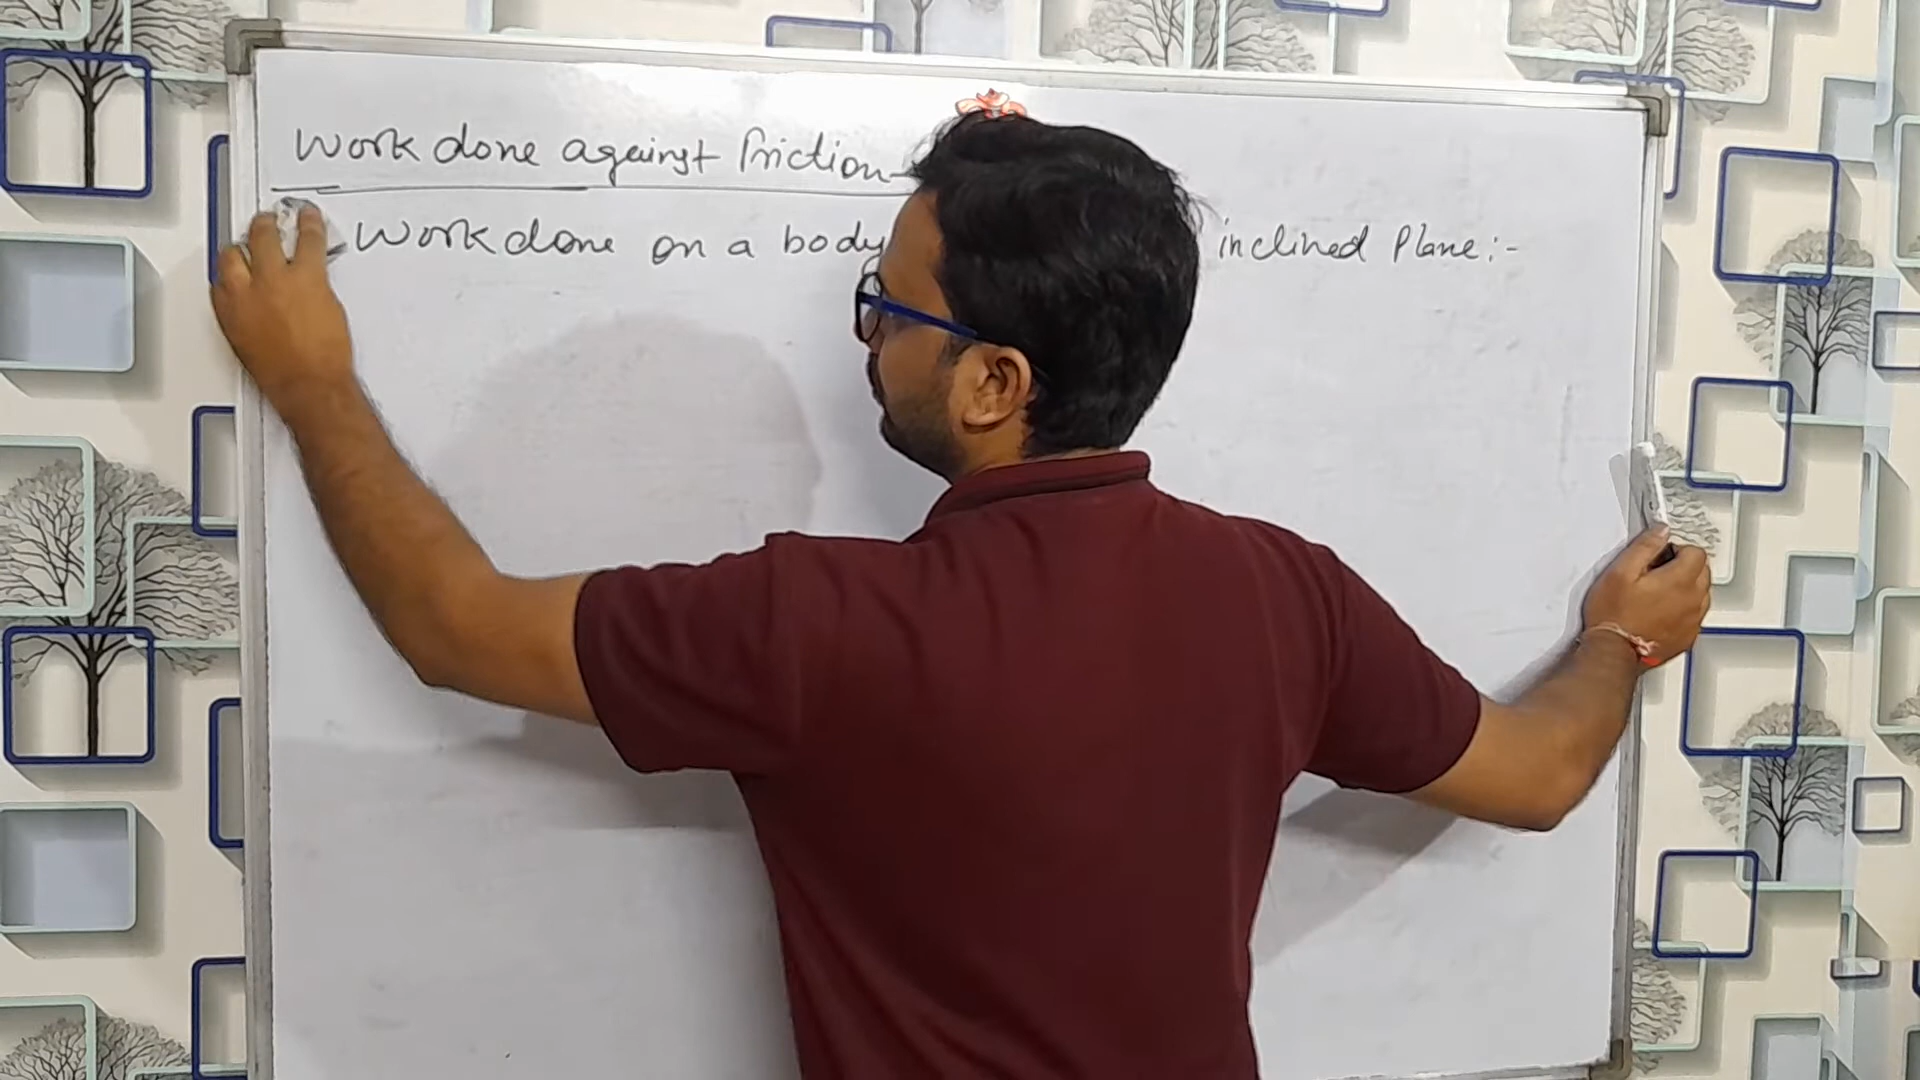 Work done against friction-
Work done on a body inclined Plane:-